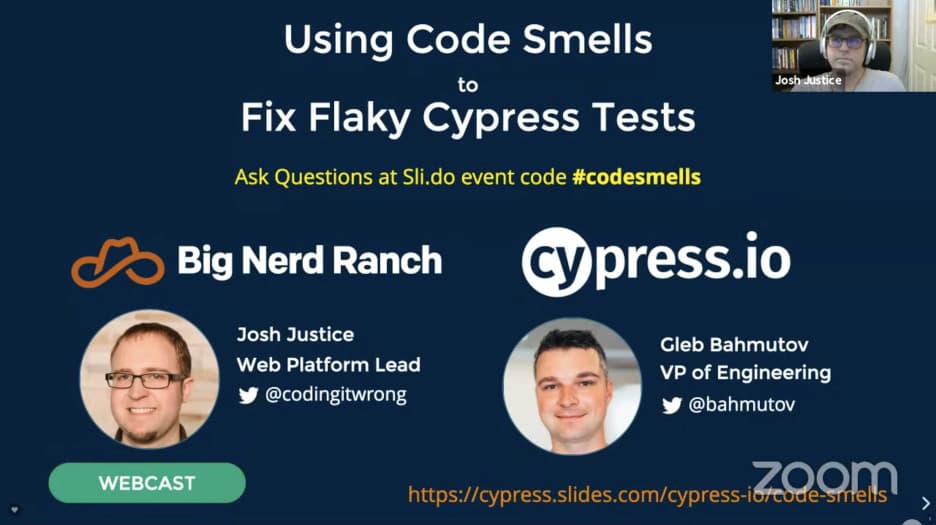 Using Code Smells
to
Fix Flaky Cypress Tests
Josh Justice
Ask Questions at Sli.do event code #codesmells
Big Nerd Ranch
cypress.io
Josh Justice
Web Platform Lead
@codingitwrong
Gleb Bahmutov
VP of Engineering
@bahmutov
WEBCAST
zoom
https://cypress.slides.com/cypress-io/code-smells